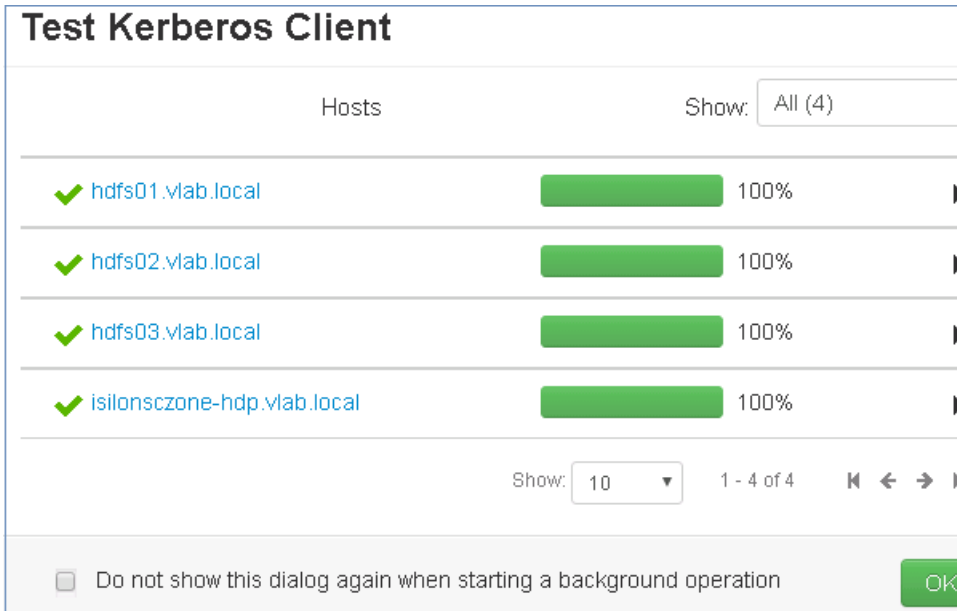 Test Kerberos Client
Hosts Show: All (4)
hdfs01.vlab.local 100%
hdfs02.vlab.local 100%
hdfs03.vlab.local 100%
isilonsczone-hdp.vlab.local 100%
Show: 10 1 - 4 of 4
Do not show this dialog again when starting a background operation OK